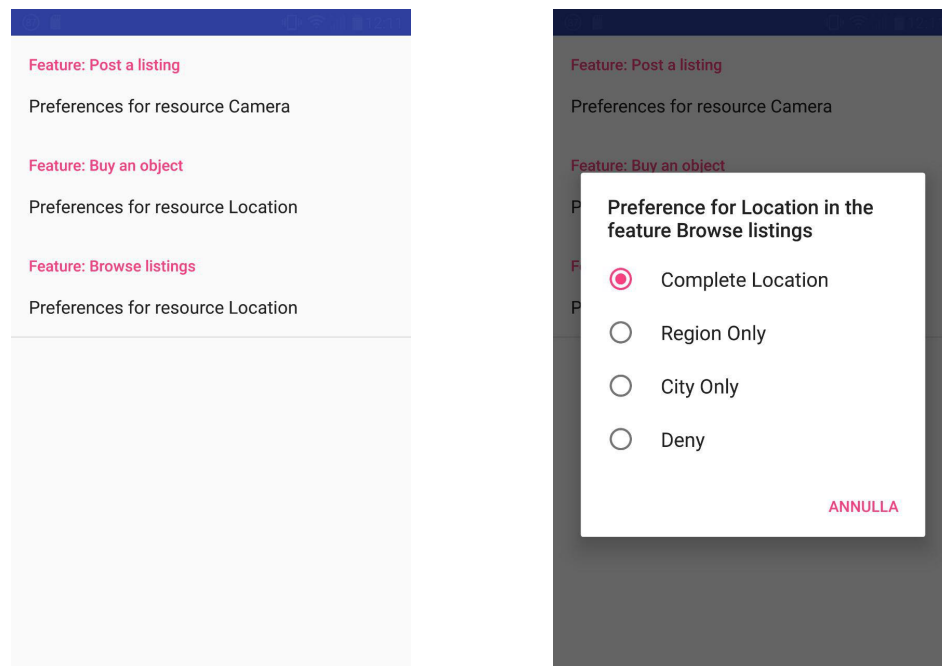 Feature: Post a listing
Preferences for resource Camera
Feature: Buy an object
Preferences for resource Location
Feature: Browse listings
Preferences for resource Location
Feature: Post a listing
Preferences for resource Camera
Feature: Buy an object
Preference for Location in the
feature Browse listings
Complete Location
Region Only
City Only
Deny
ANNULLA